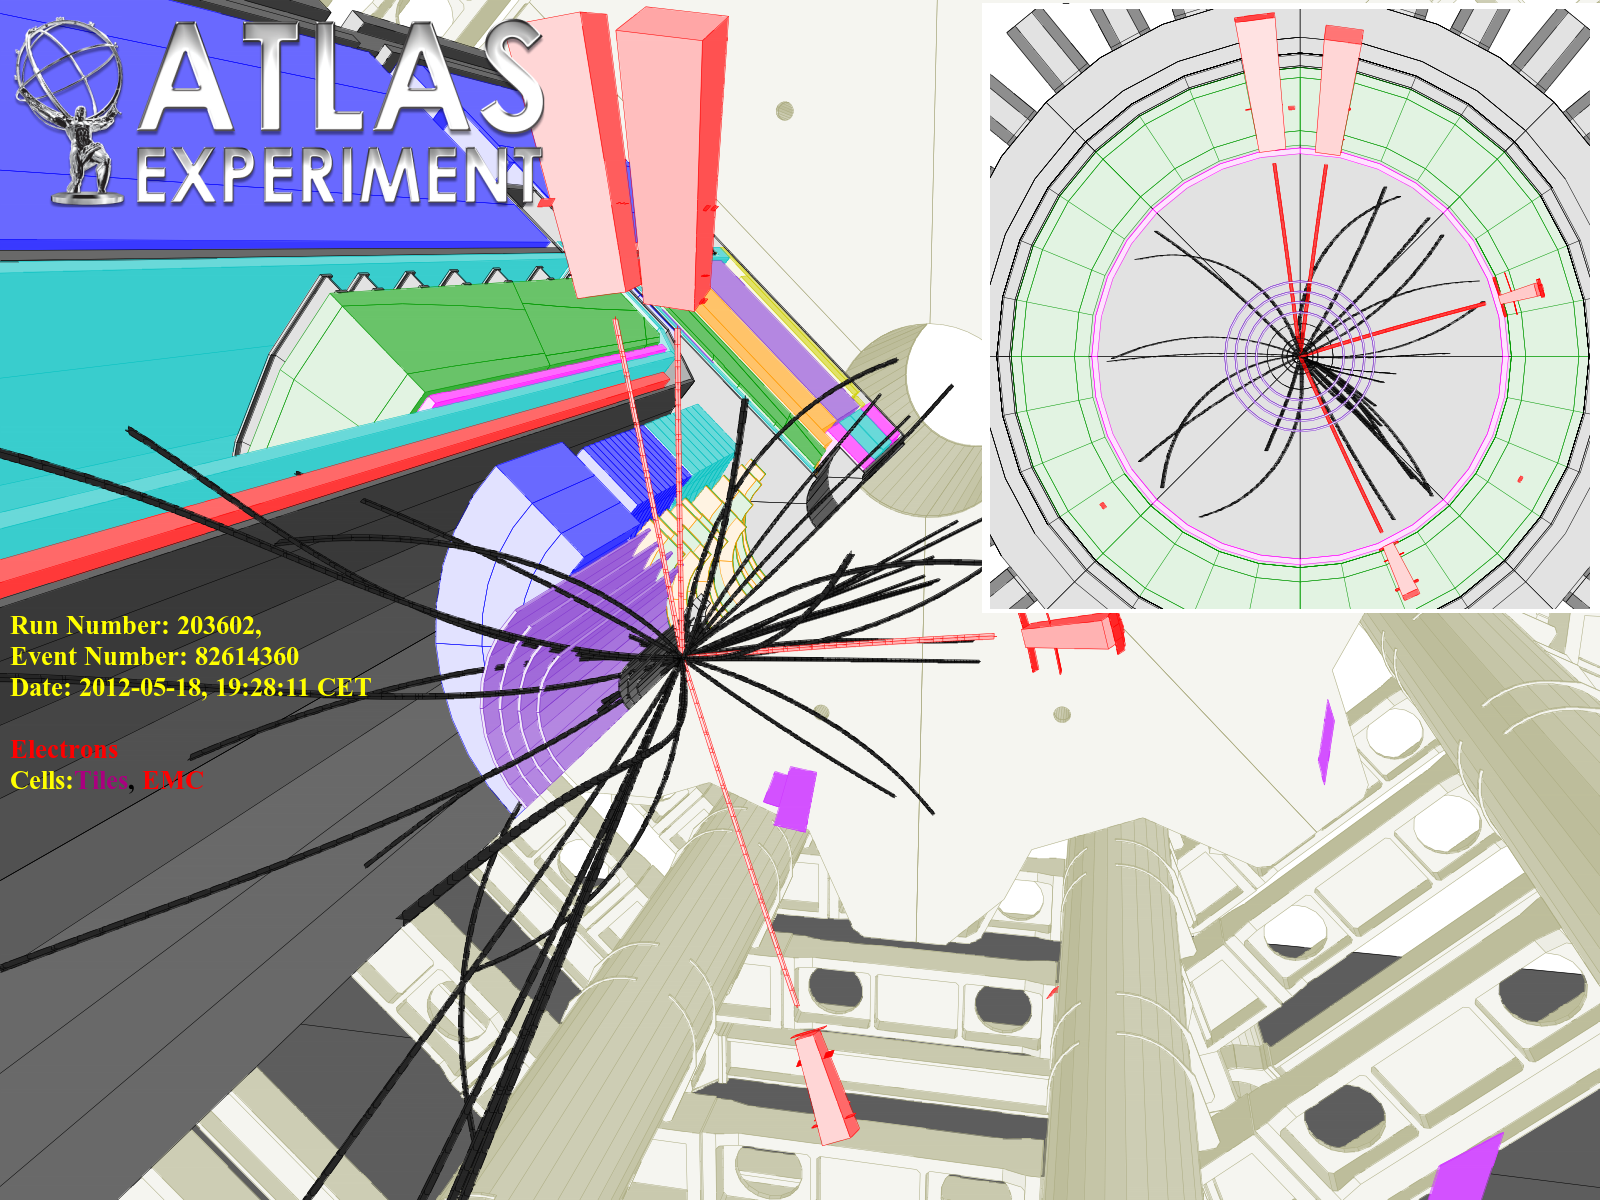 ATLAS
EXPERIMENT
Run Number: 203602,
Event Number: 82614360
Date: 2012-05-18, 19:28:11 CET
Electrons
Cells:Tiles, EMC